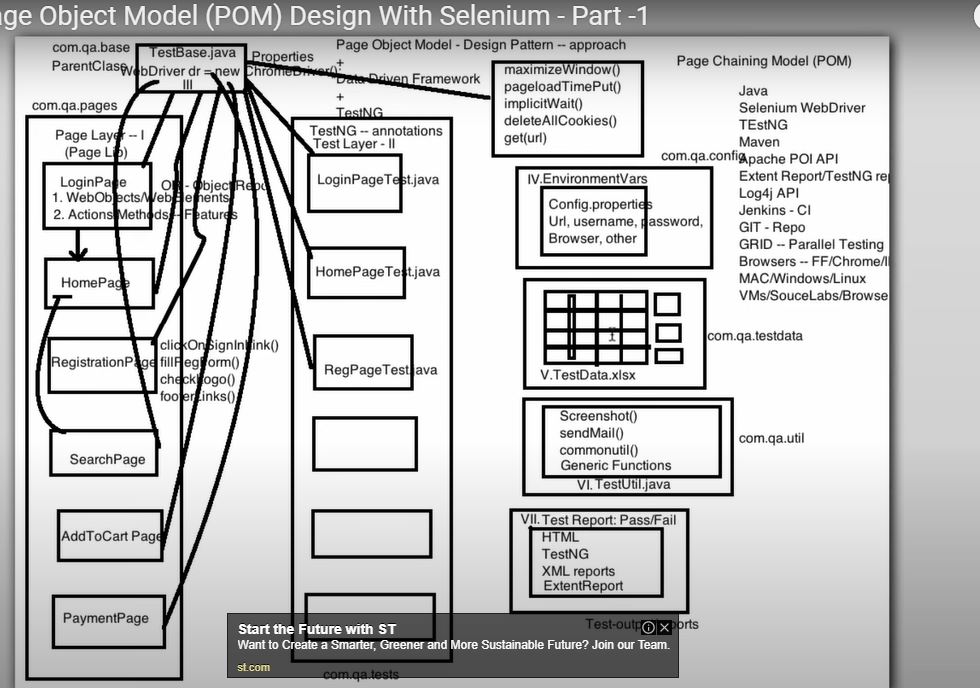 ge Object Model (POM) Design With Selenium - Part -1
com.qa.base
ParentClass
TestBase.java
WebDriver dr = new ChromeDriver();
III
Properties
Page Object Model - Design Pattern -- approach
+
Data Driven Framework
+
TestNG
com.qa.pages
Page Layer -- I
(Page Lib)
LoginPage
OR - Object Repo
1. WebObjects/WebElements
2. Actions(Methods) -- Features
HomePage
RegistrationPage
clickOnSignInLink()
fillRegForm()
checkLogo()
footerLinks()
SearchPage
AddToCart Page
PaymentPage
TestNG -- annotations
Test Layer - II
LoginPageTest.java
HomePageTest.java
RegPageTest.java
com.qa.tests
maximizeWindow()
pageloadTimePut()
implicitWait()
deleteAllCookies()
get(url)
com.qa.config
IV.EnvironmentVars
Config.properties
Url, username, password,
Browser, other
com.qa.testdata
V.TestData.xlsx
Screenshot()
sendMail()
commonutil()
Generic Functions
VI. TestUtil.java
com.qa.util
VII. Test Report: Pass/Fail
HTML
TestNG
XML reports
ExtentReport
Page Chaining Model (POM)
Java
Selenium WebDriver
TEstNG
Maven
Apache POI API
Extent Report/TestNG re
Log4j API
Jenkins - CI
GIT - Repo
GRID -- Parallel Testing
Browsers -- FF/Chrome/I
MAC/Windows/Linux
VMs/SouceLabs/Browse
Start the Future with ST
Want to Create a Smarter, Greener and More Sustainable Future? Join our Team.
st.com